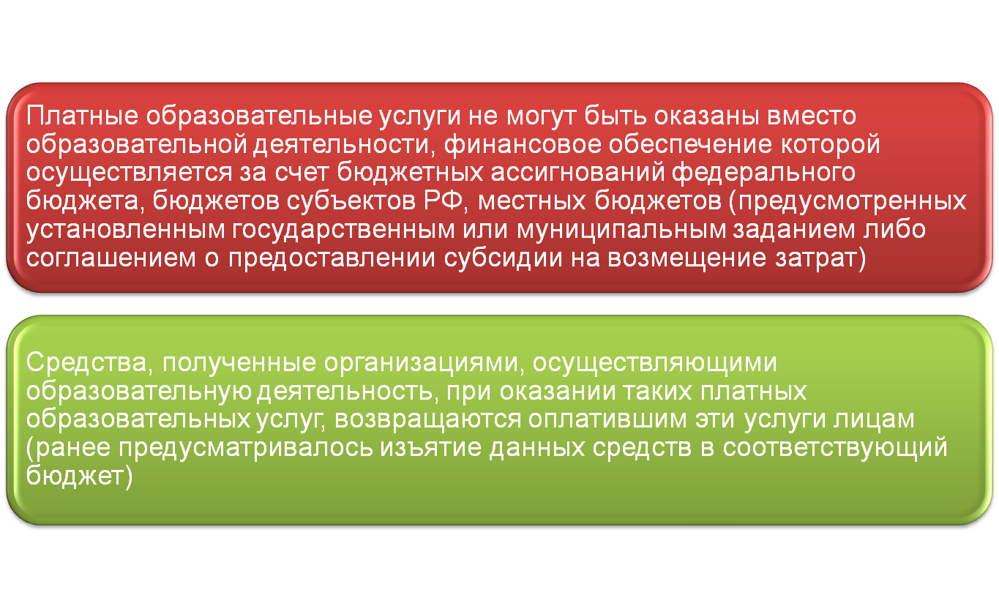 Платные образовательные услуги не могут быть оказаны вместо
образовательной деятельности, финансовое обеспечение которой
осуществляется за счет бюджетных ассигнований федерального
бюджета, бюджетов субъектов РФ, местных бюджетов (предусмотренных
установленным государственным или муниципальным заданием либо
соглашением о предоставлении субсидии на возмещение затрат)
Средства, полученные организациями, осуществляющими
образовательную деятельность, при оказании таких платных
образовательных услуг, возвращаются оплатившим эти услуги лицам
(ранее предусматривалось изъятие данных средств в соответствующий
бюджет)